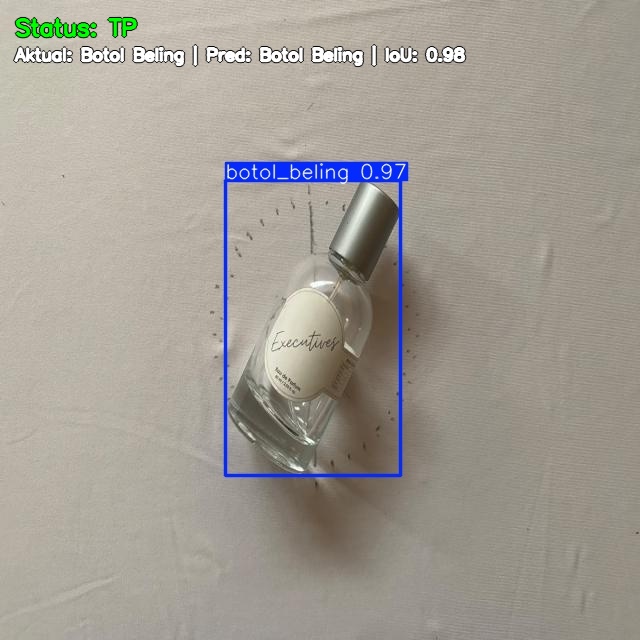 Status: TP
Aktual: Botol Beling | Pred: Botol Beling | IoU: 0.98
botol_beling 0.97
Executives
Eau de Parfum